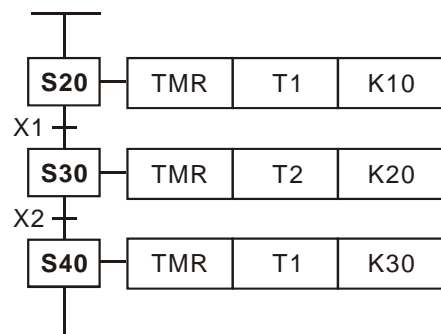 S20 TMR T1 K10
X1
S30 TMR T2 K20
X2
S40 TMR T1 K30